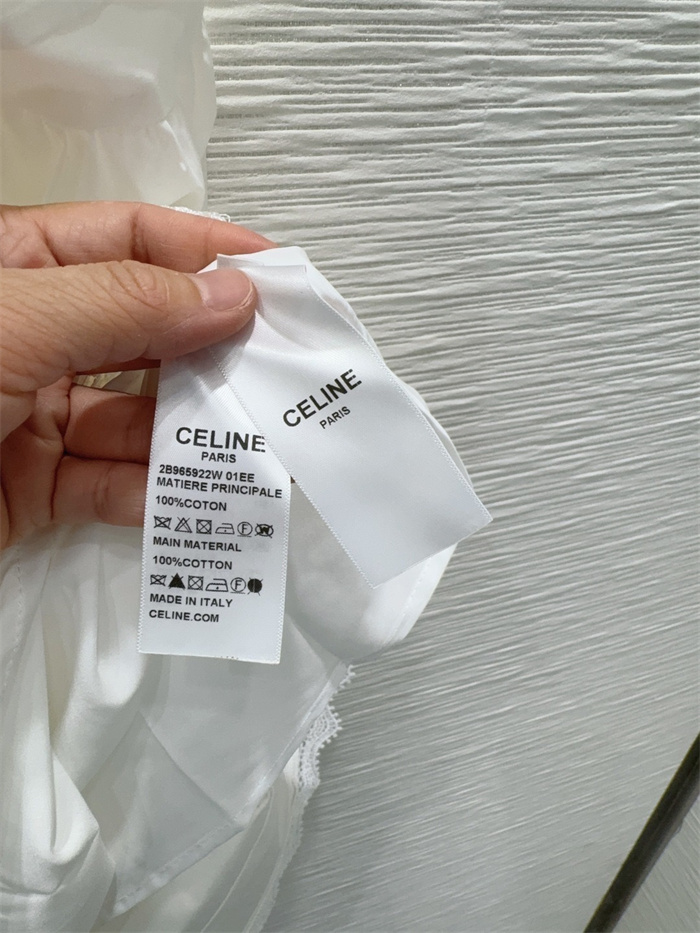 CELINE
PARIS
2B965922W 01EE
MATIERE PRINCIPALE
100%COTON
MAIN MATERIAL
100%COTTON
MADE IN ITALY
CELINE.COM
CELINE
PARIS